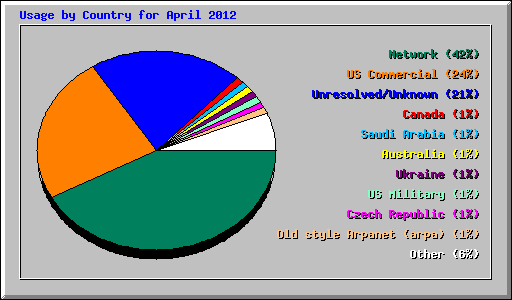 Usage by Country for April 2012
Network (42%)
US Commercial (24%)
Unresolved/Unknown (21%)
Canada (1%)
Saudi Arabia (1%)
Australia (1%)
Ukraine (1%)
US Military (1%)
Czech Republic (1%)
Old style Arpanet (arpa) (1%)
Other (6%)